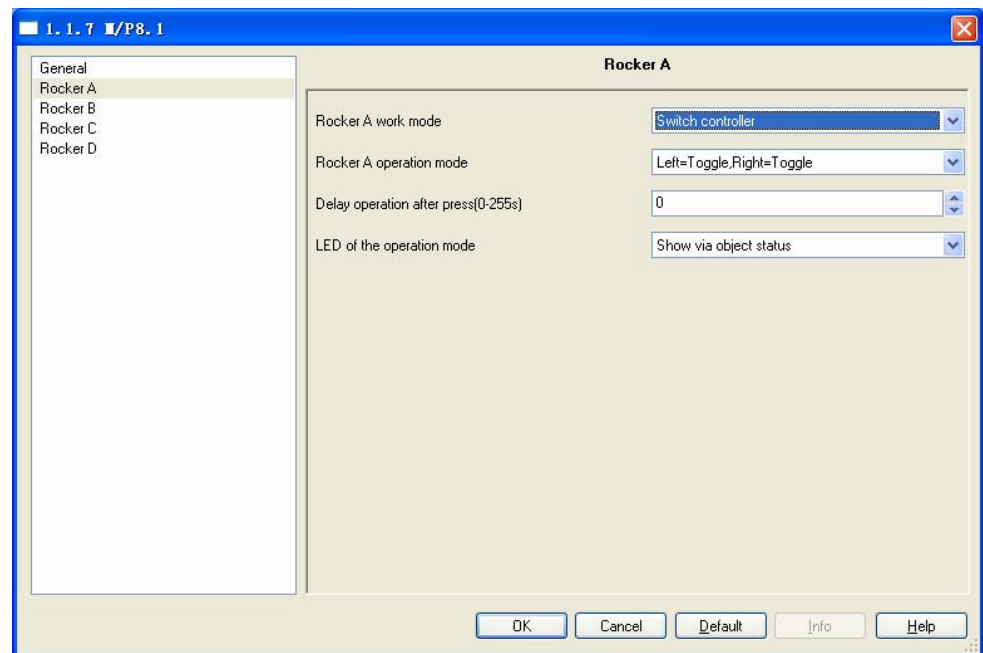 1.1.7 M/P8.1
General
Rocker A
Rocker B
Rocker C
Rocker D
Rocker A
Rocker A work mode Switch controller
Rocker A operation mode Left=Toggle,Right=Toggle
Delay operation after press(0-255s) 0
LED of the operation mode Show via object status
OK Cancel Default Info Help